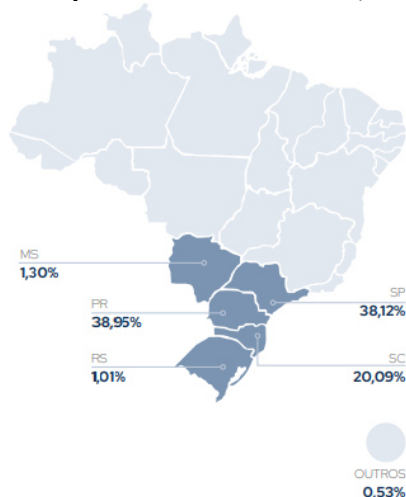 MS
1,30%
PR
38,95%
RS
1,01%
SP
38,12%
SC
20,09%
OUTROS
0,53%